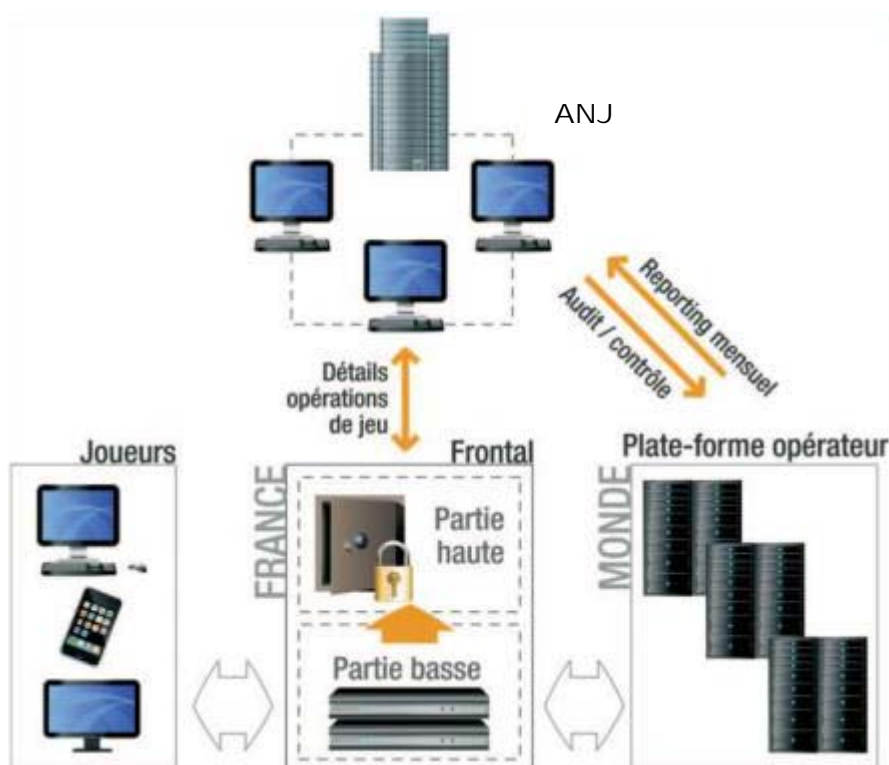 ANJ
Reporting mensuel
Audit / contrôle
Détails
opérations
de jeu
Joueurs
Frontal
Plate-forme opérateur
FRANCE
Partie
haute
MONDE
Partie basse